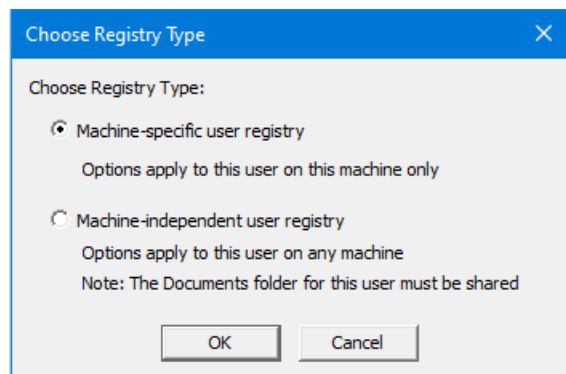 Choose Registry Type
Choose Registry Type:
Machine-specific user registry
Options apply to this user on this machine only
Machine-independent user registry
Options apply to this user on any machine
Note: The Documents folder for this user must be shared
OK
Cancel